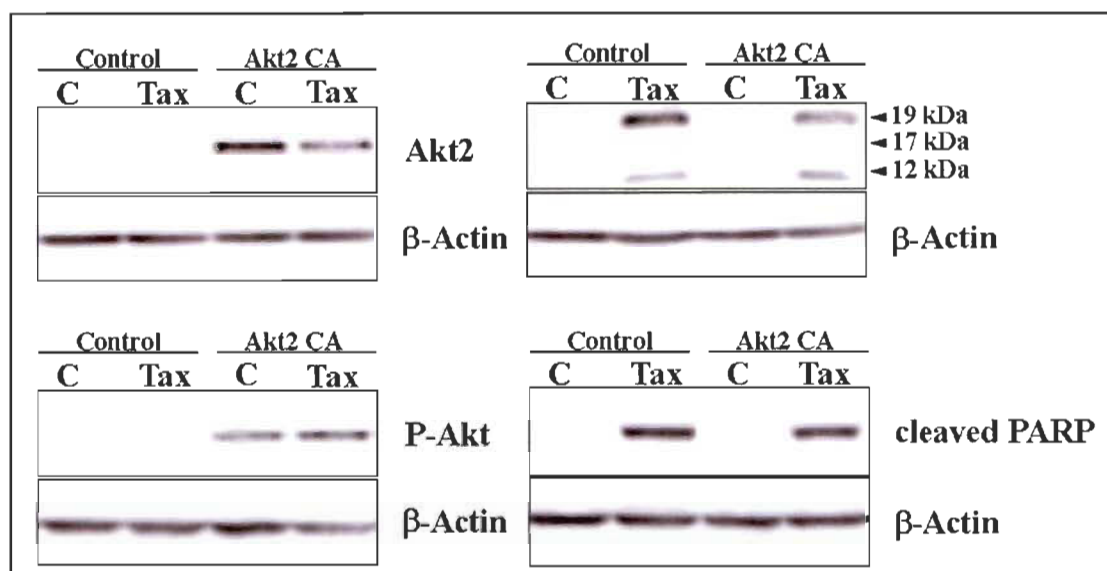 Control Akt2 CA
C Tax C Tax
Akt2
β-Actin
Control Akt2 CA
C Tax C Tax
◄19 kDa
◄17 kDa
◄12 kDa
β-Actin
Control Akt2 CA
C Tax C Tax
P-Akt
β-Actin
Control Akt2 CA
C Tax C Tax
cleaved PARP
β-Actin